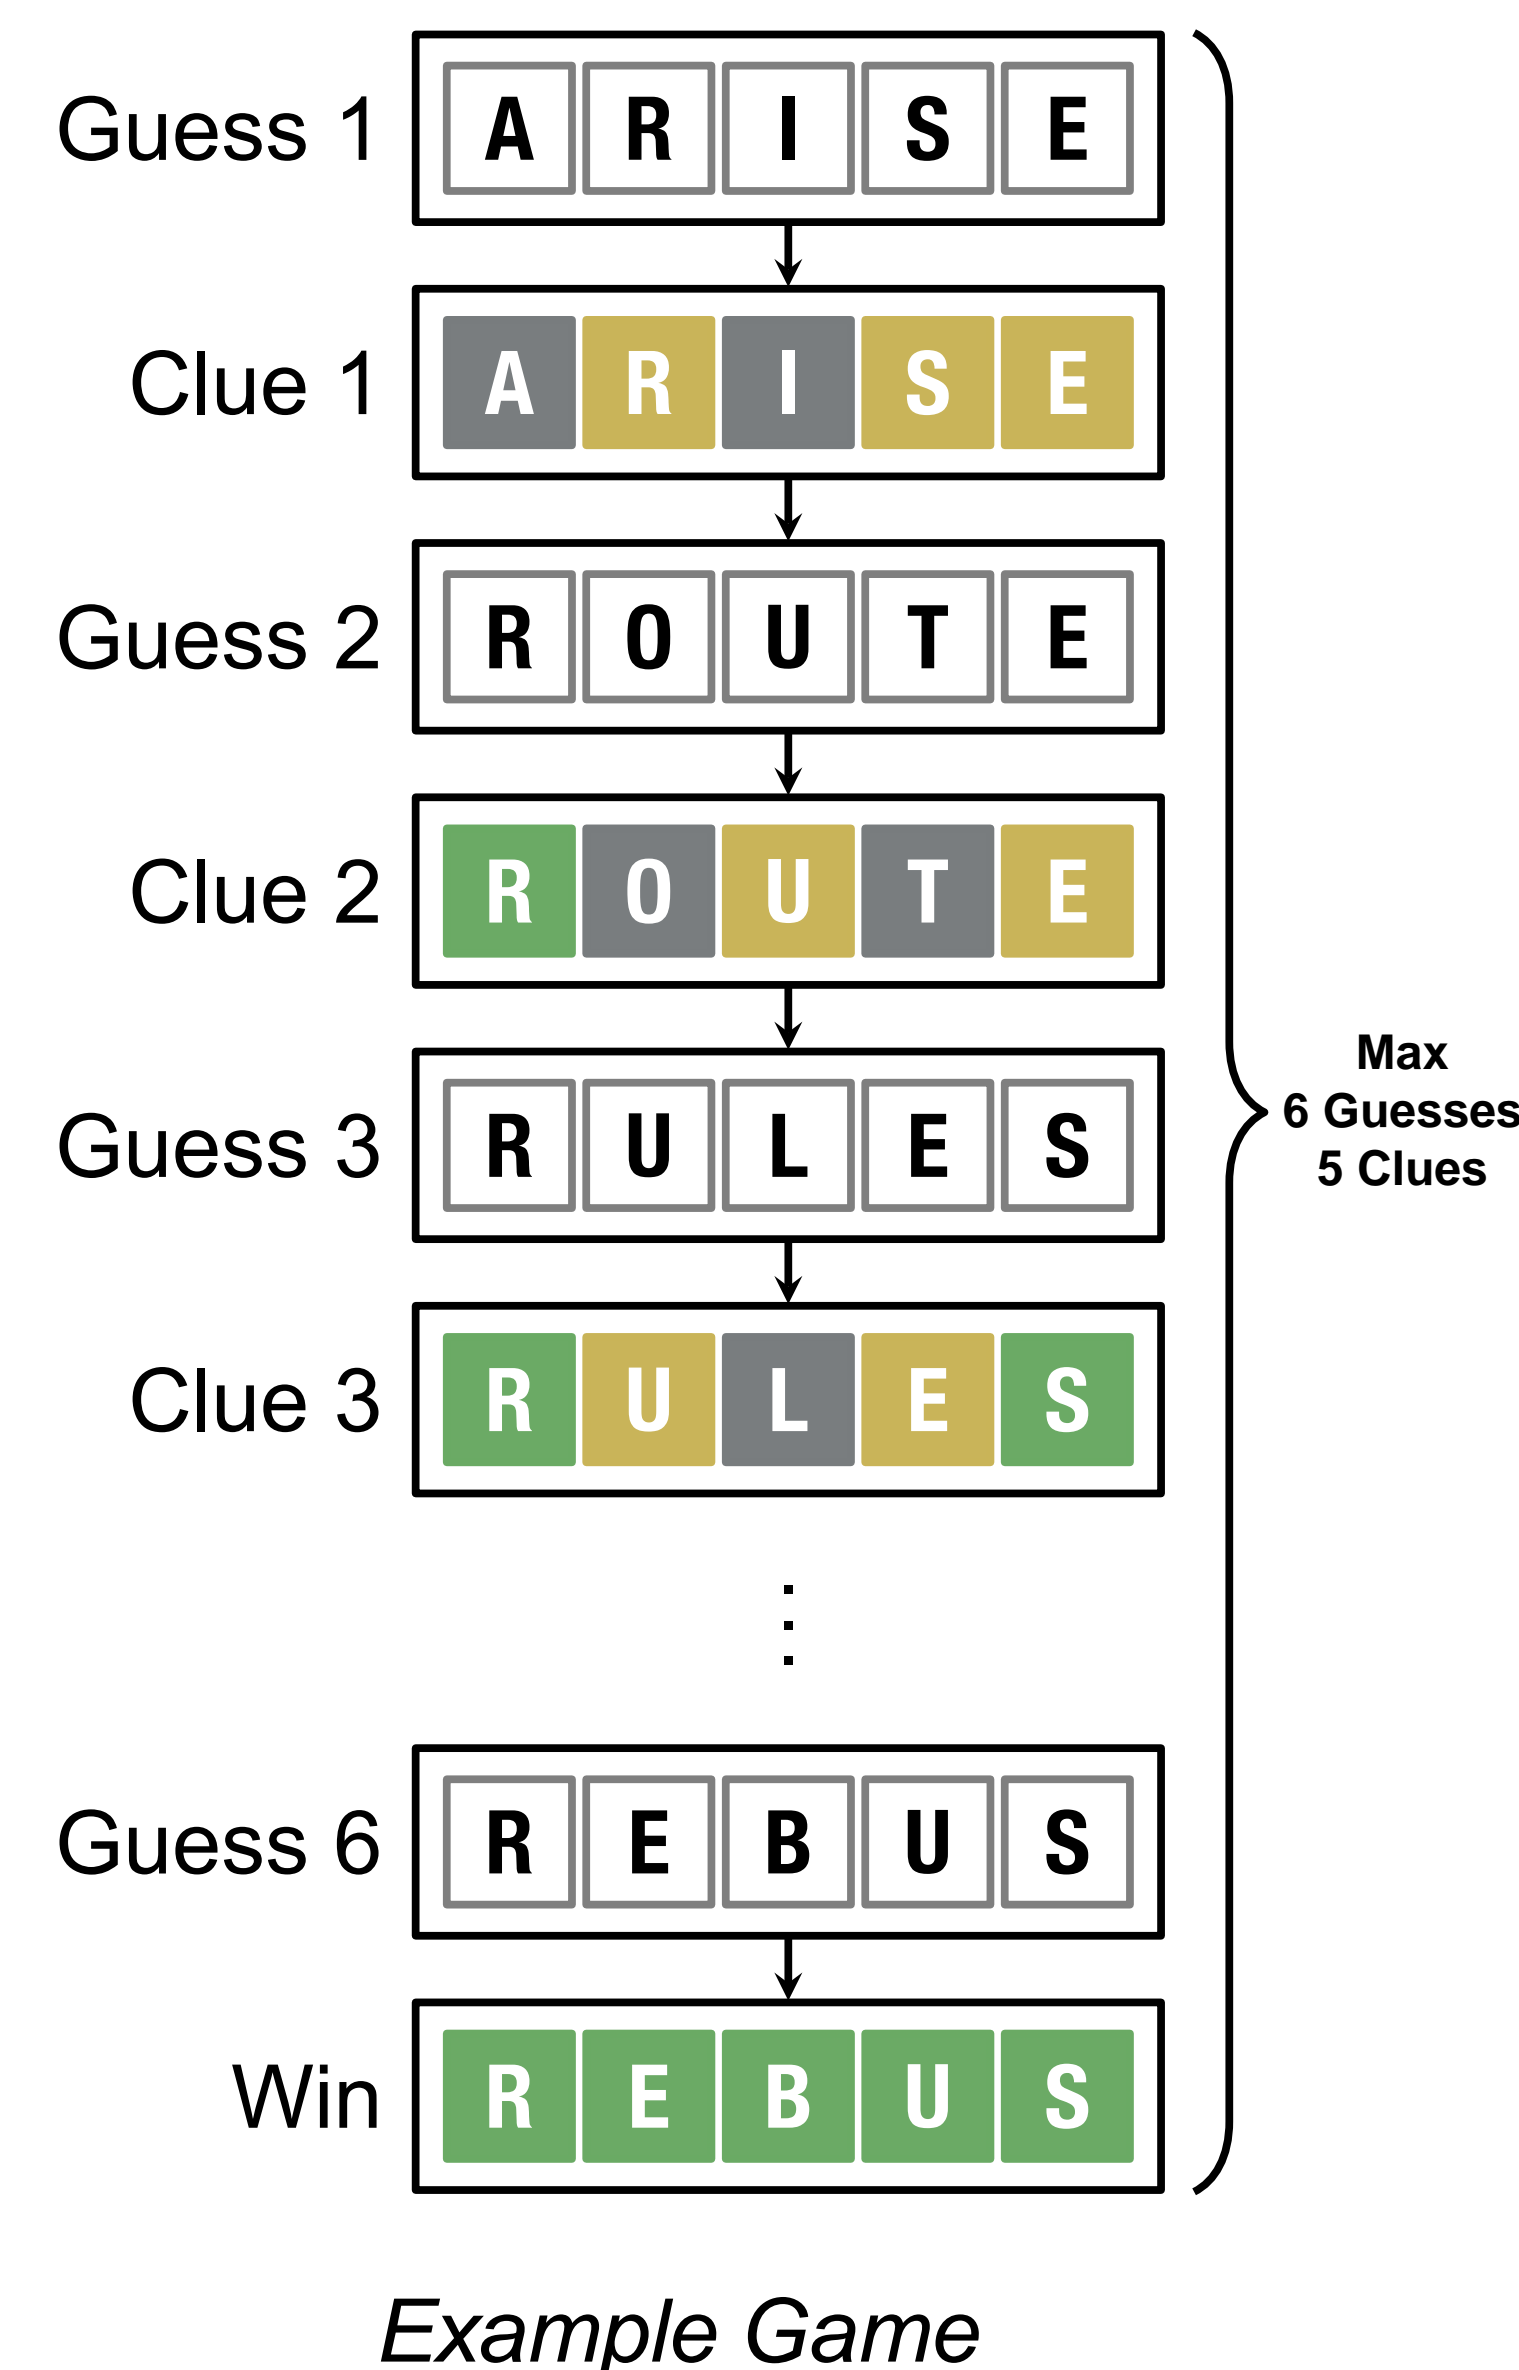 Guess 1 A R I S E
Clue 1 A R I S E
Guess 2 R O U T E
Clue 2 R O U T E
Guess 3 R U L E S
Clue 3 R U L E S
Max
6 Guesses
5 Clues
Guess 6 R E B U S
Win R E B U S
Example Game